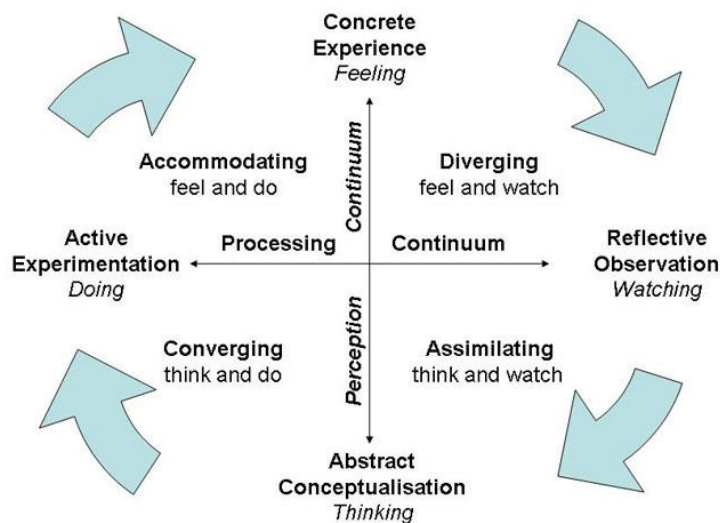 Concrete
Experience
Feeling
Accommodating
feel and do
Continuum
Diverging
feel and watch
Active
Experimentation
Doing
Processing
Continuum
Reflective
Observation
Watching
Converging
think and do
Perception
Assimilating
think and watch
Abstract
Conceptualisation
Thinking